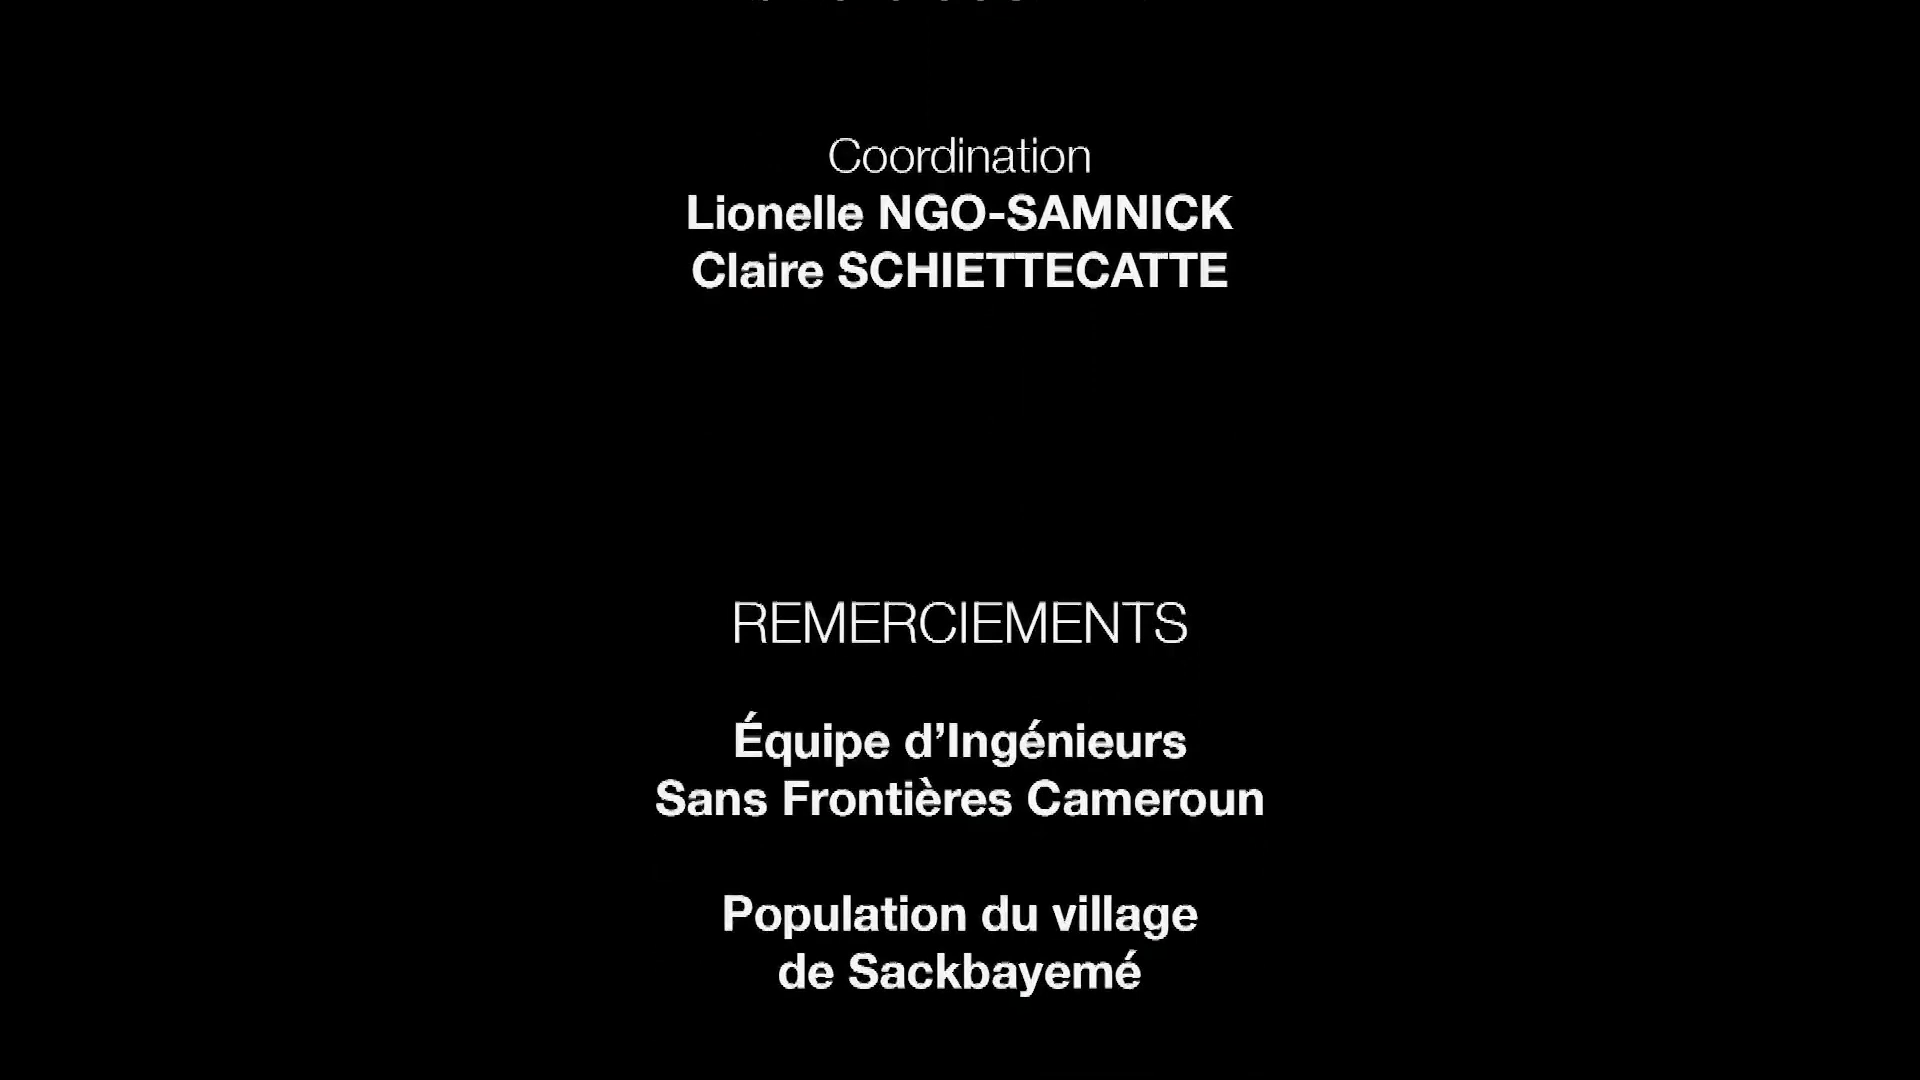 Coordination
Lionelle NGO-SAMNICK
Claire SCHIETTECATTE
REMERCIEMENTS
Équipe d’Ingénieurs
Sans Frontières Cameroun
Population du village
de Sackbayemé